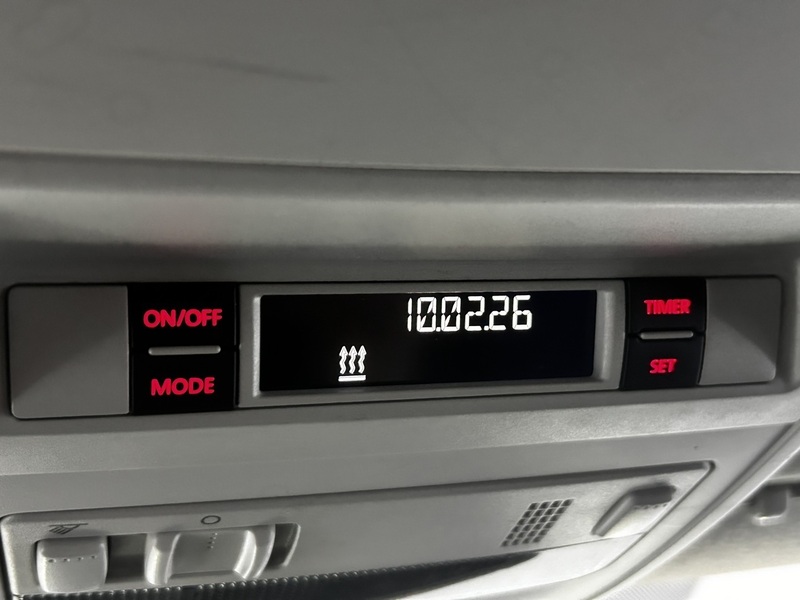 ON/OFF
MODE
10.02.26
TIMER
SET